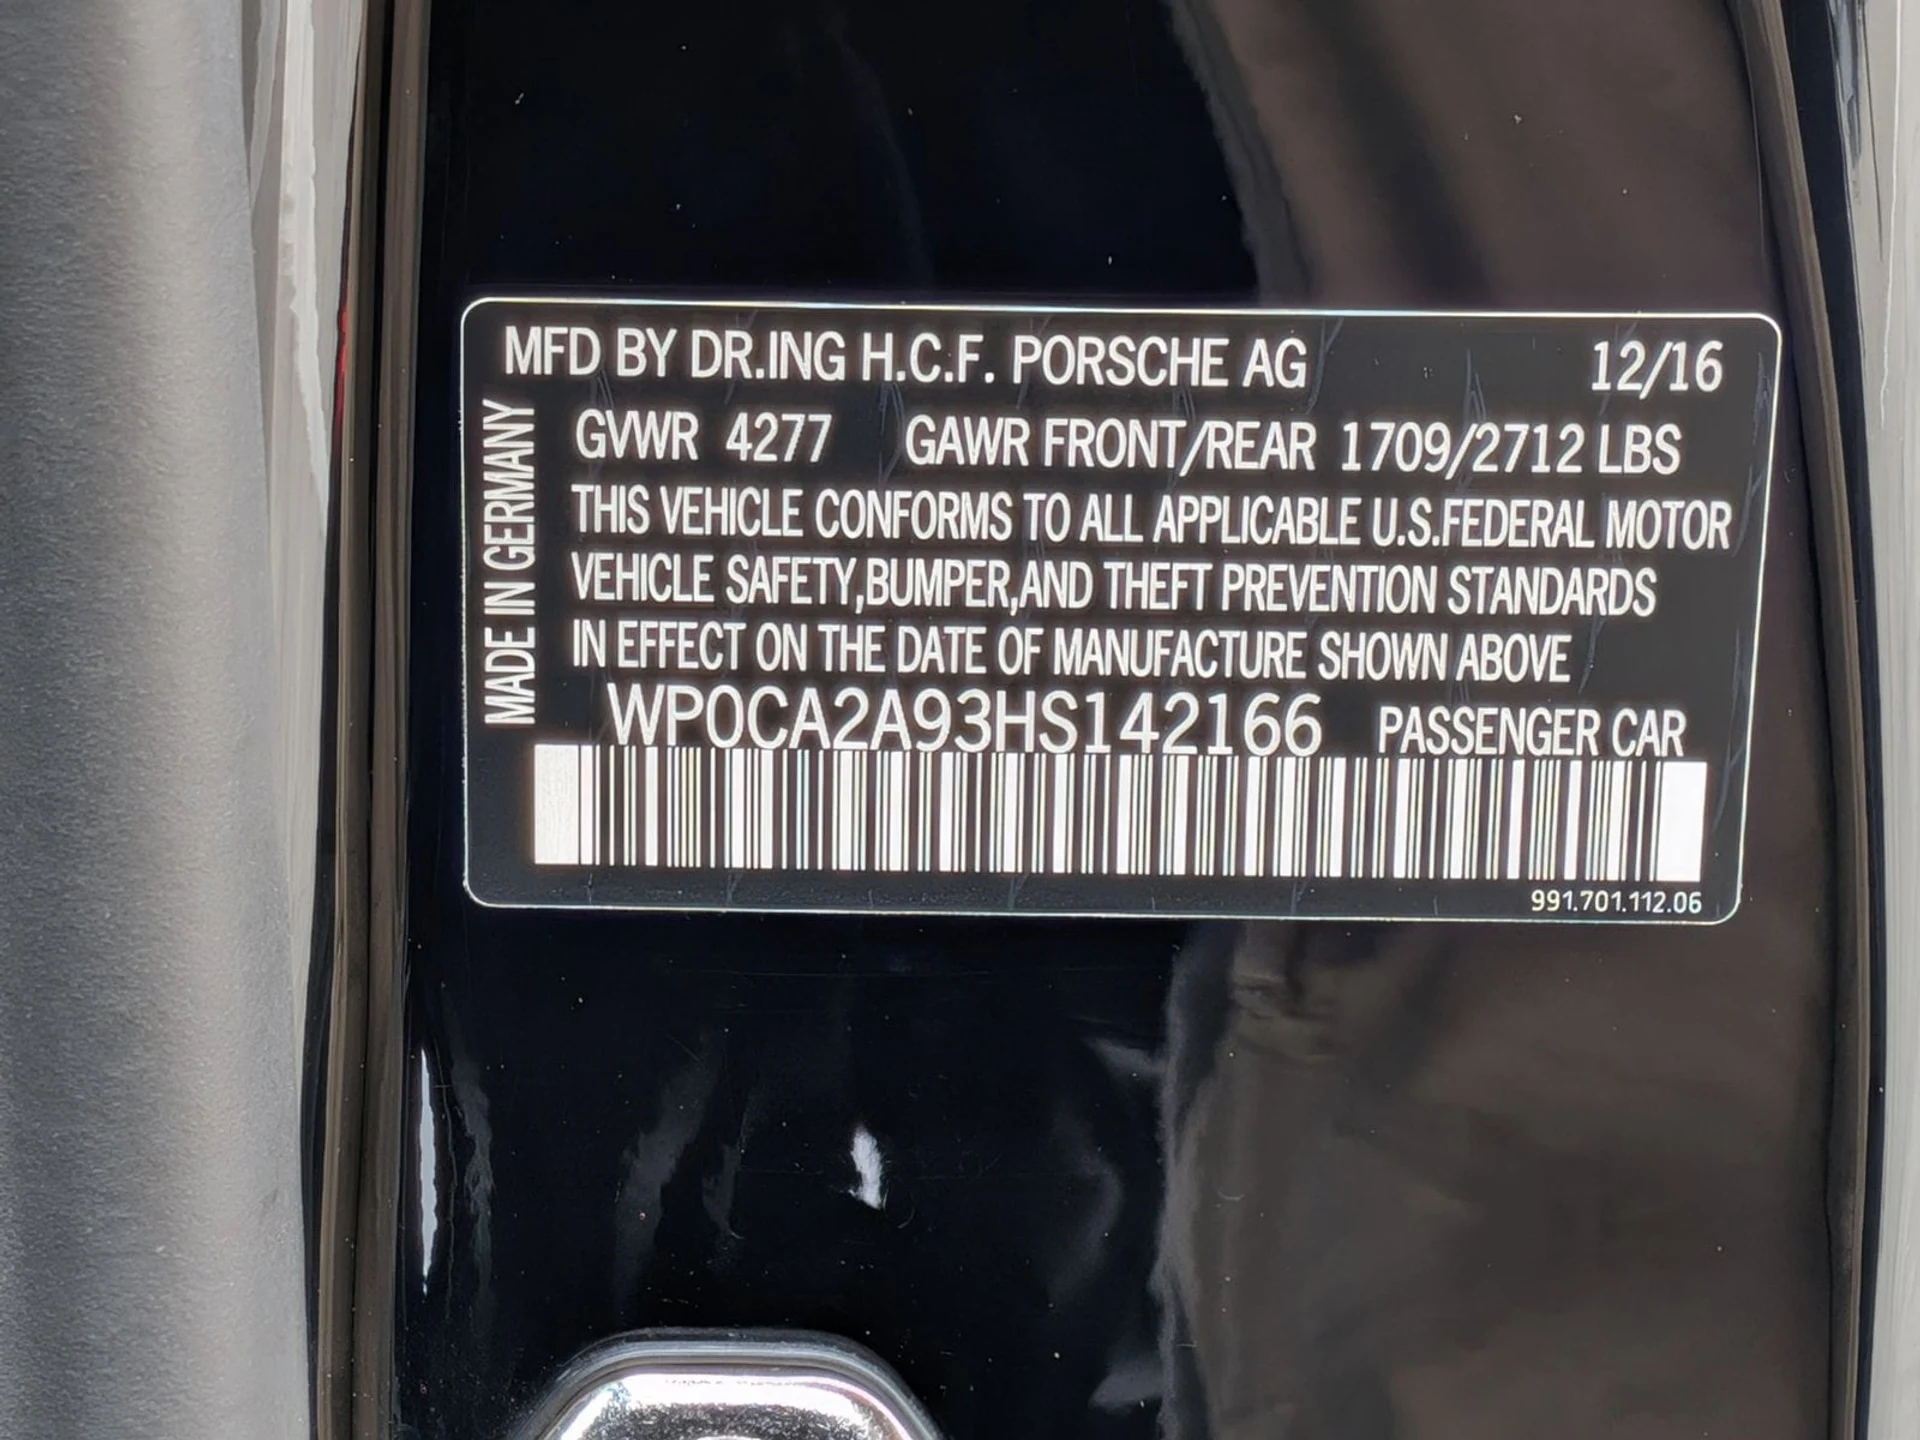 MFD BY DR.ING H.C.F. PORSCHE AG 12/16
MADE IN GERMANY
GVWR 4277 GAWR FRONT/REAR 1709/2712 LBS
THIS VEHICLE CONFORMS TO ALL APPLICABLE U.S.FEDERAL MOTOR
VEHICLE SAFETY,BUMPER,AND THEFT PREVENTION STANDARDS
IN EFFECT ON THE DATE OF MANUFACTURE SHOWN ABOVE
WP0CA2A93HS142166 PASSENGER CAR
991.701.112.06